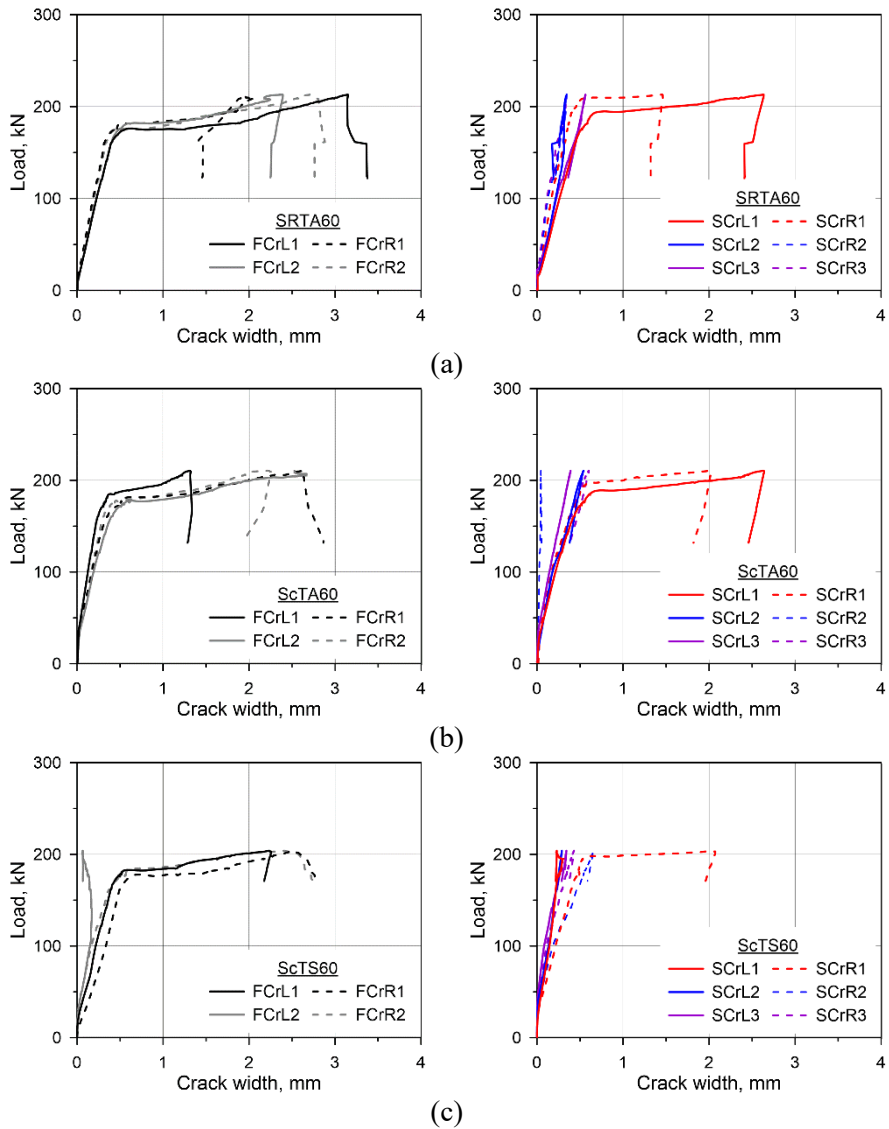 300
200
100
0
Load, kN
SRTA60
FCrL1 FCrR1
FCrL2 FCrR2
0 1 2 3 4
Crack width, mm
300
200
100
0
Load, kN
SRTA60
SCrL1 SCrR1
SCrL2 SCrR2
SCrL3 SCrR3
0 1 2 3 4
Crack width, mm
(a)
300
200
100
0
Load, kN
ScTA60
FCrL1 FCrR1
FCrL2 FCrR2
0 1 2 3 4
Crack width, mm
300
200
100
0
Load, kN
ScTA60
SCrL1 SCrR1
SCrL2 SCrR2
SCrL3 SCrR3
0 1 2 3 4
Crack width, mm
(b)
300
200
100
0
Load, kN
ScTS60
FCrL1 FCrR1
FCrL2 FCrR2
0 1 2 3 4
Crack width, mm
300
200
100
0
Load, kN
ScTS60
SCrL1 SCrR1
SCrL2 SCrR2
SCrL3 SCrR3
0 1 2 3 4
Crack width, mm
(c)